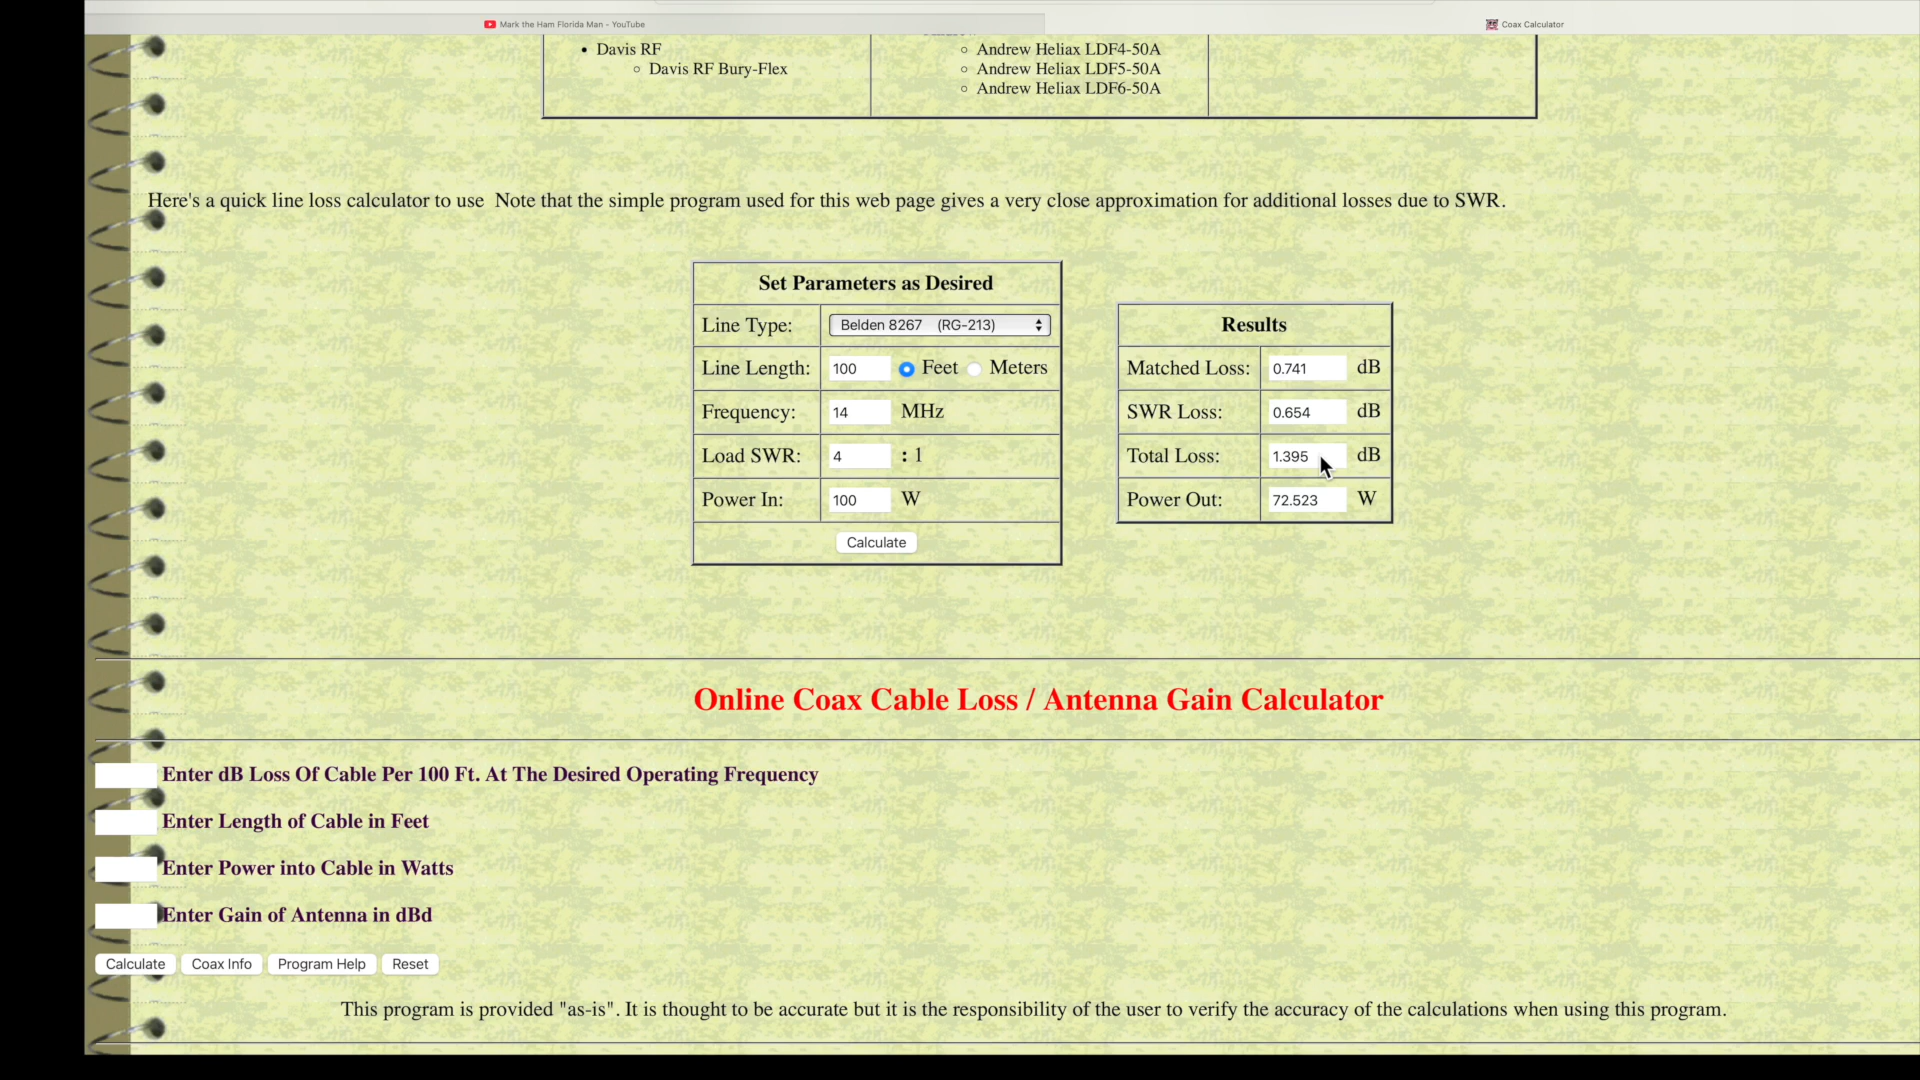 Mark the Ham Florida Man - YouTube
Coax Calculator
• Davis RF
○ Davis RF Bury-Flex
○ Andrew Heliax LDF4-50A
○ Andrew Heliax LDF5-50A
○ Andrew Heliax LDF6-50A
Here's a quick line loss calculator to use  Note that the simple program used for this web page gives a very close approximation for additional losses due to SWR.
Set Parameters as Desired
Line Type: Belden 8267 (RG-213)
Line Length: 100 Feet Meters
Frequency: 14 MHz
Load SWR: 4 : 1
Power In: 100 W
Calculate
Results
Matched Loss: 0.741 dB
SWR Loss: 0.654 dB
Total Loss: 1.395 dB
Power Out: 72.523 W
Online Coax Cable Loss / Antenna Gain Calculator
Enter dB Loss Of Cable Per 100 Ft. At The Desired Operating Frequency
Enter Length of Cable in Feet
Enter Power into Cable in Watts
Enter Gain of Antenna in dBd
Calculate Coax Info Program Help Reset
This program is provided "as-is". It is thought to be accurate but it is the responsibility of the user to verify the accuracy of the calculations when using this program.